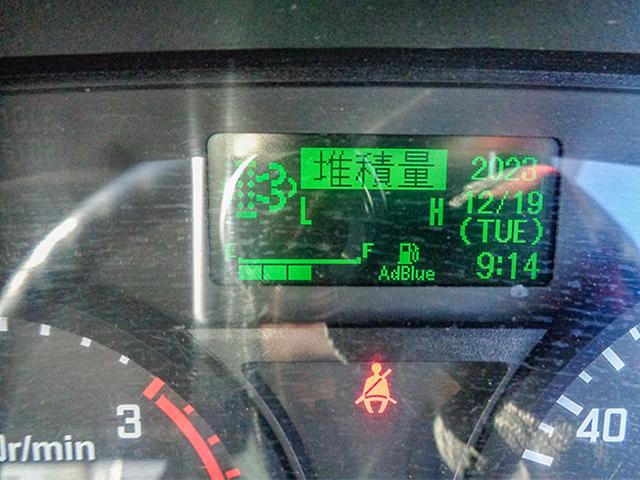 堆積量
2023
12/19
(TUE)
L H
F
AdBlue
9:14
3
r/min
40